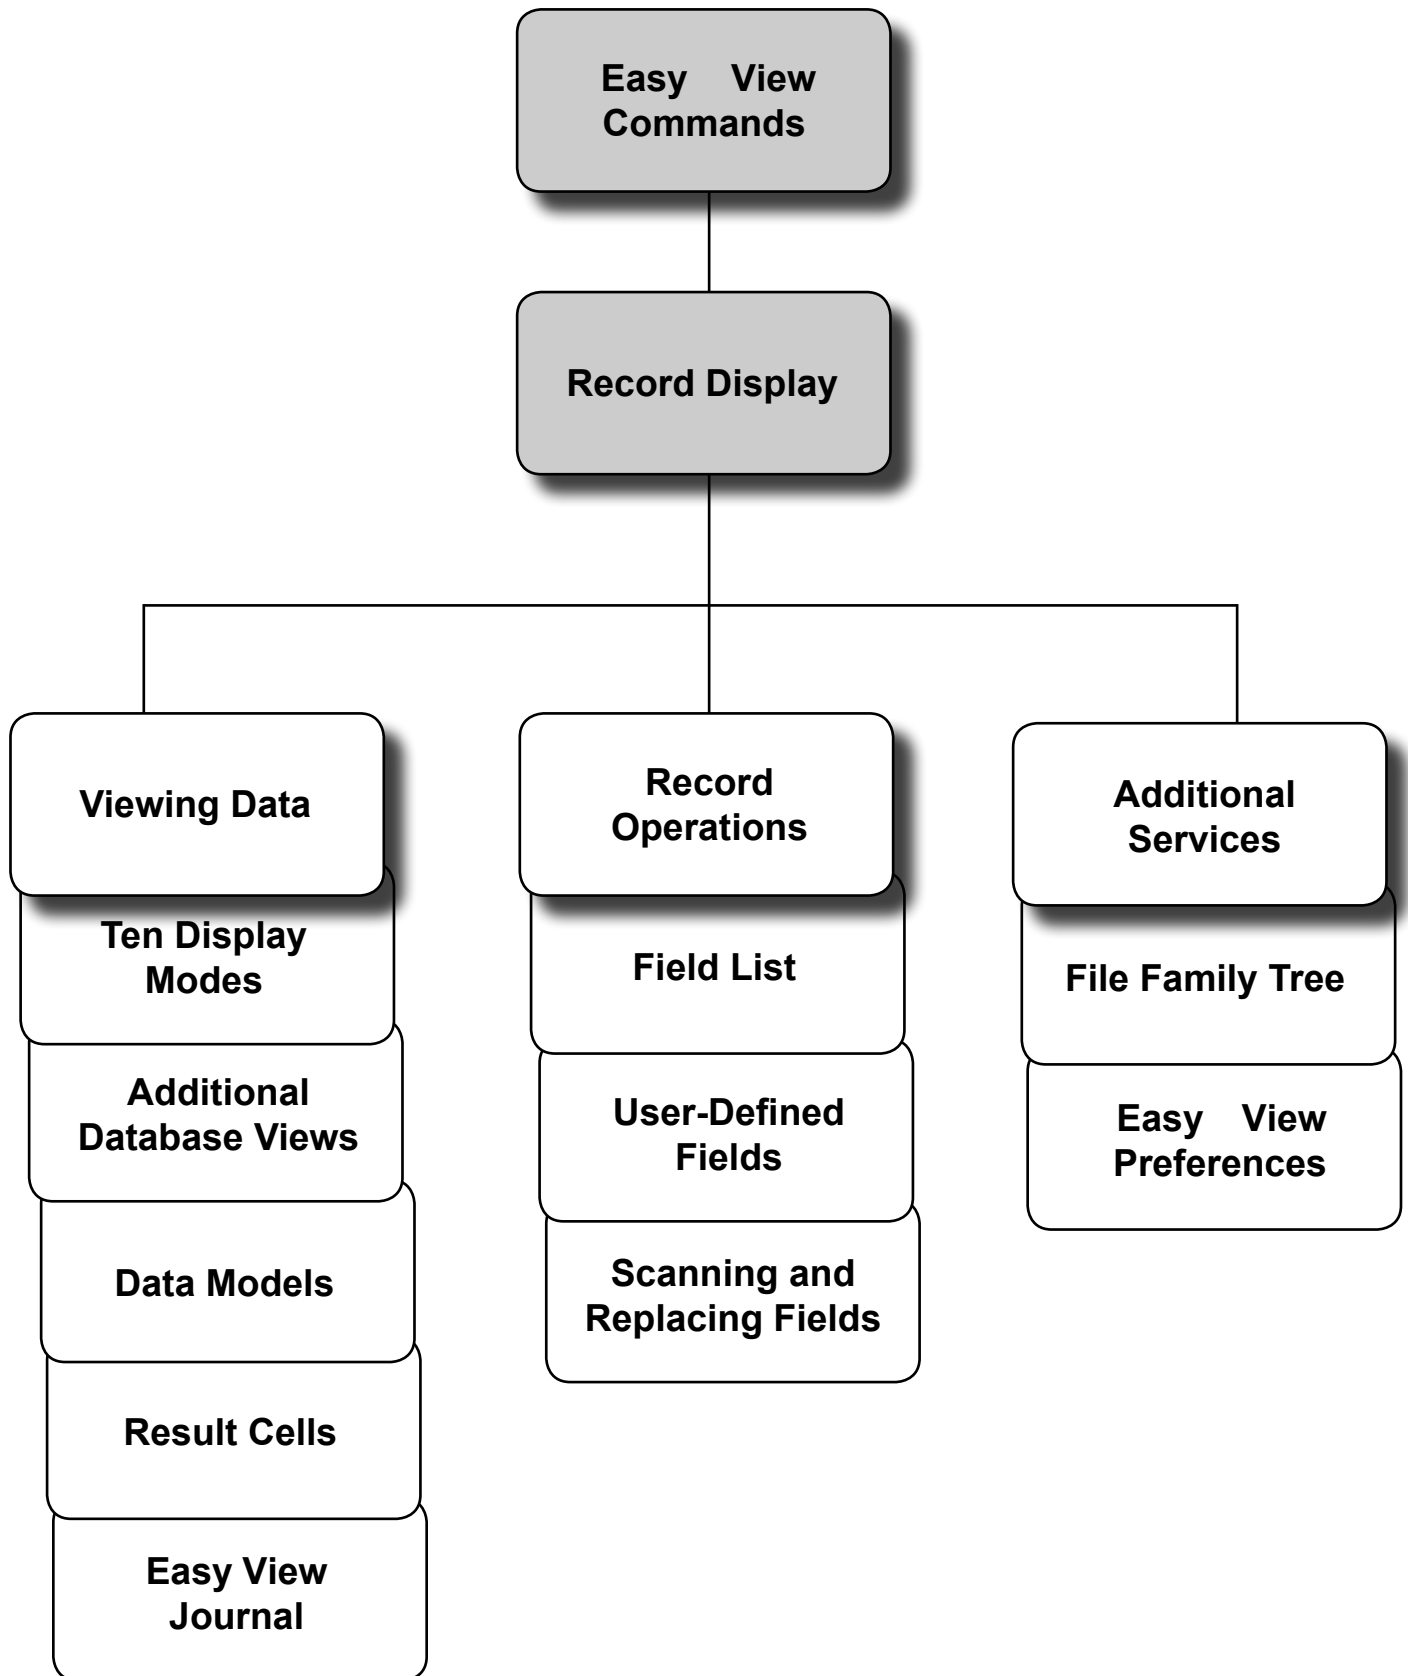 Easy View
Commands
Record Display
Viewing Data
Ten Display
Modes
Additional
Database Views
Data Models
Result Cells
Easy View
Journal
Record
Operations
Field List
User-Defined
Fields
Scanning and
Replacing Fields
Additional
Services
File Family Tree
Easy View
Preferences